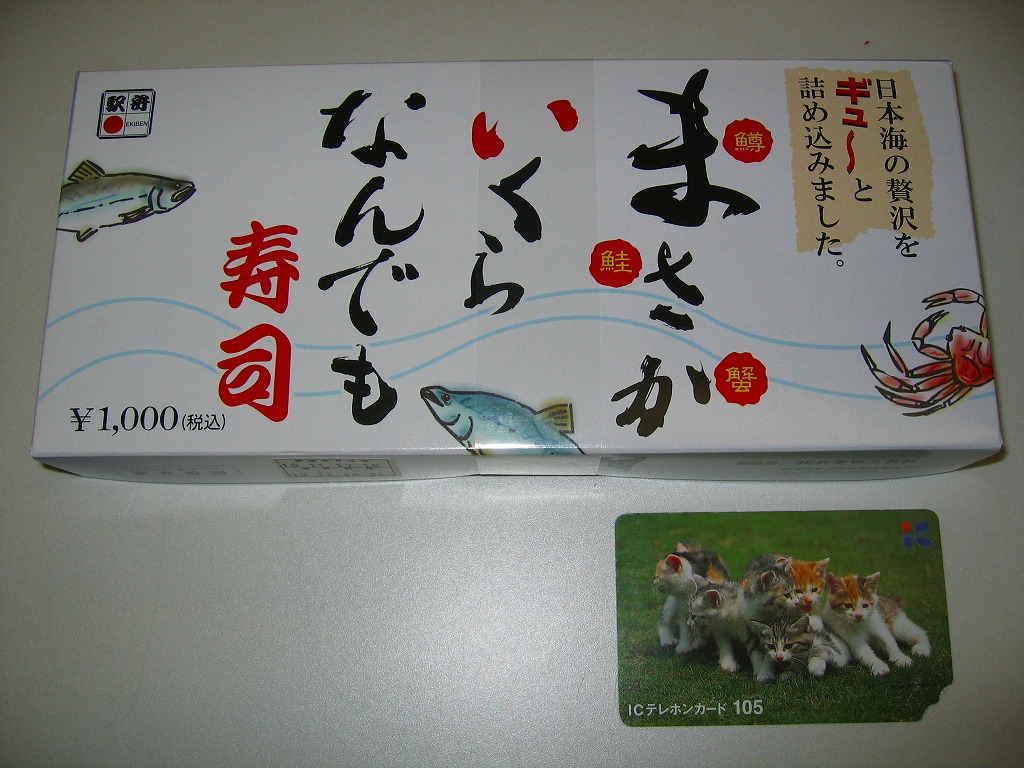 日本海の贅沢を
ギュ～と
詰め込みました。
まさか
鱒
鮭
蟹
いくら
なんでも
寿司
駅弁
EKIBEN
￥1,000(税込)
ICテレホンカード 105